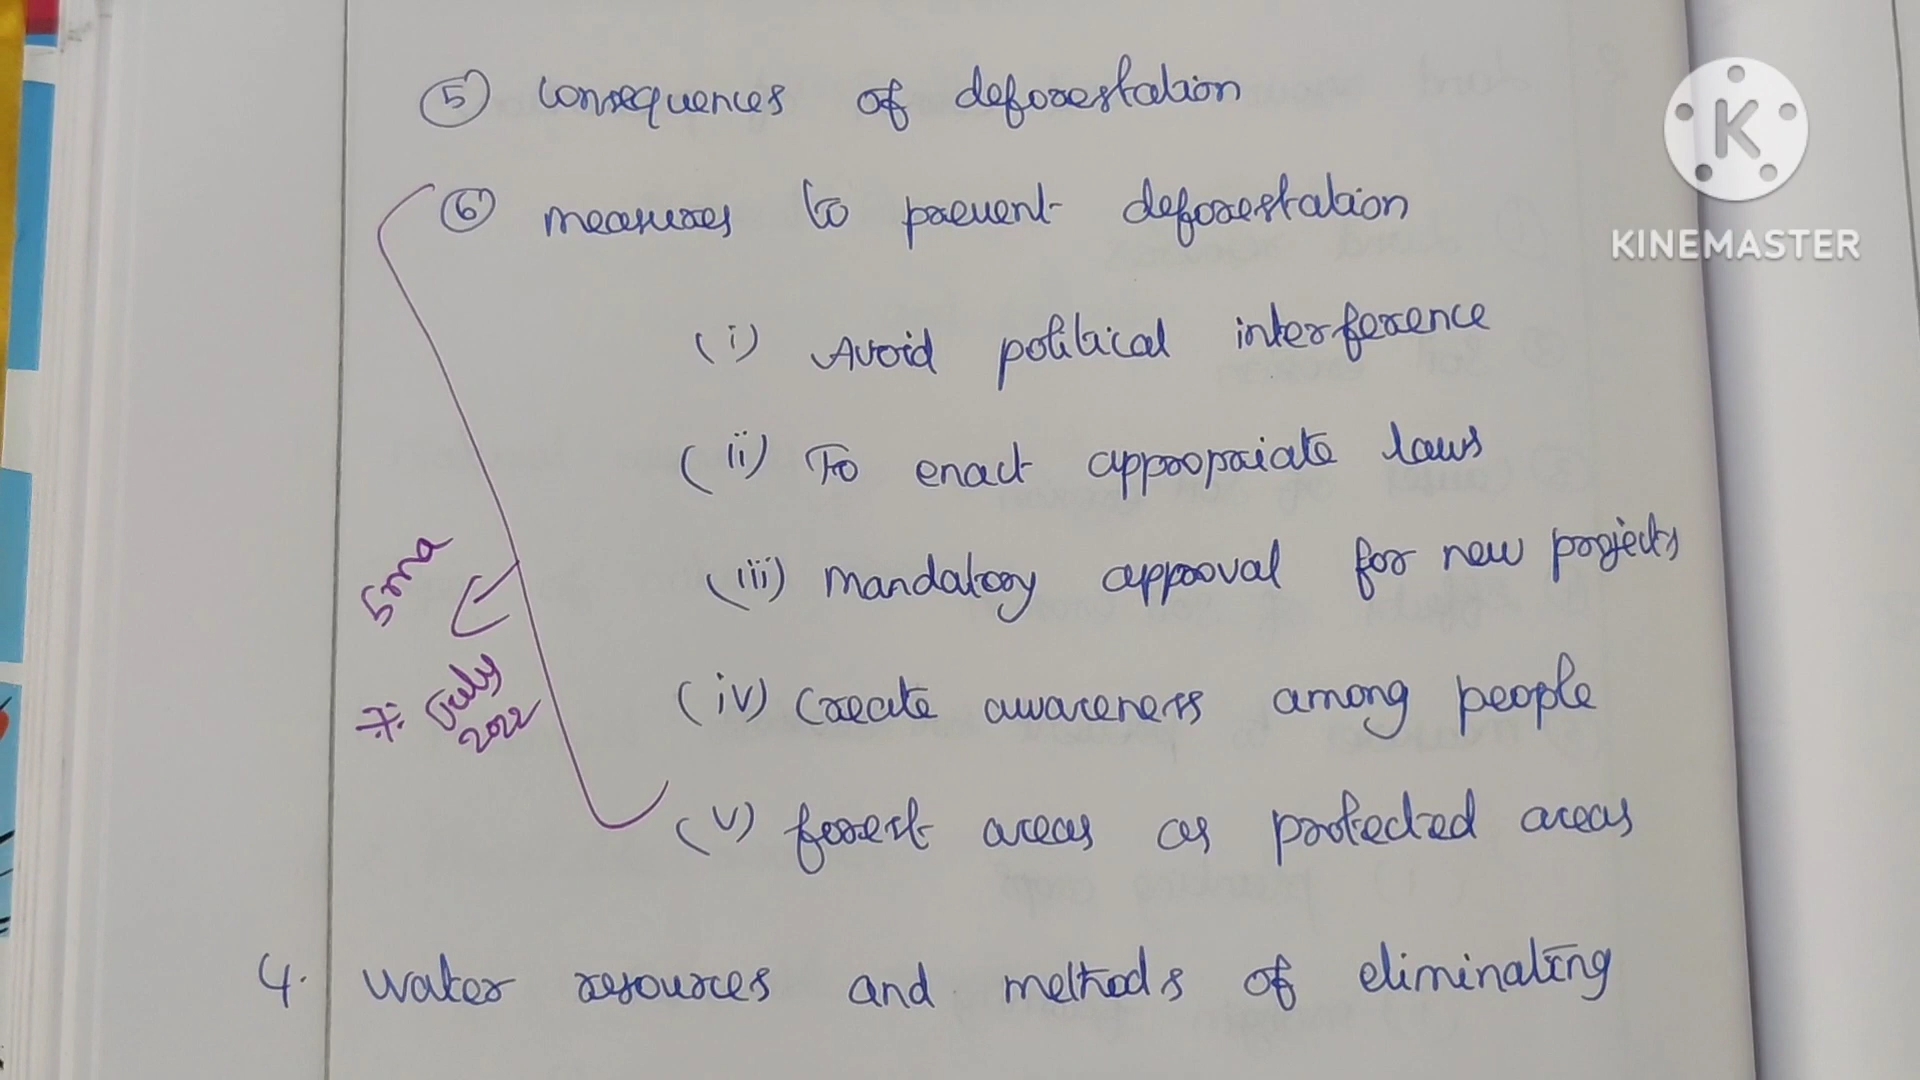 ⑤ consequences of deforestation
⑥ measures to prevent deforestation
(i) Avoid political interference
(ii) To enact appropriate laws
(iii) Mandatory approval for new projects
(iv) Create awareness among people
(v) forest areas as protected areas
5ma
July
2022
4. Water resources and methods of eliminating
KINEMASTER